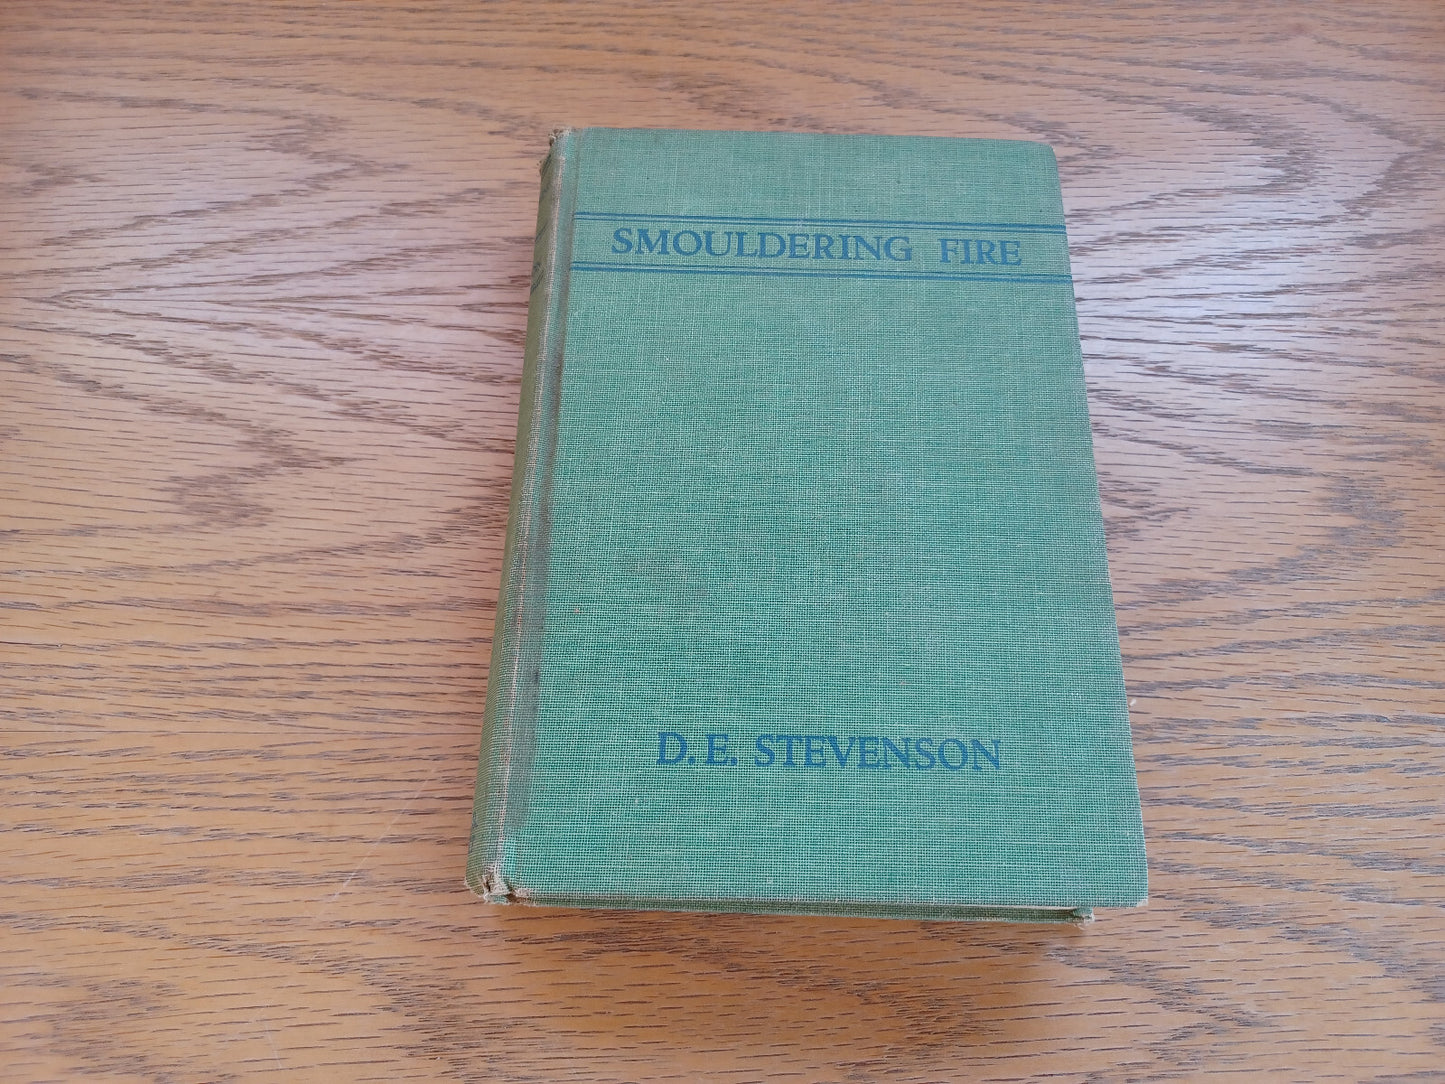 SMOULDERING FIRE
D. E. STEVENSON